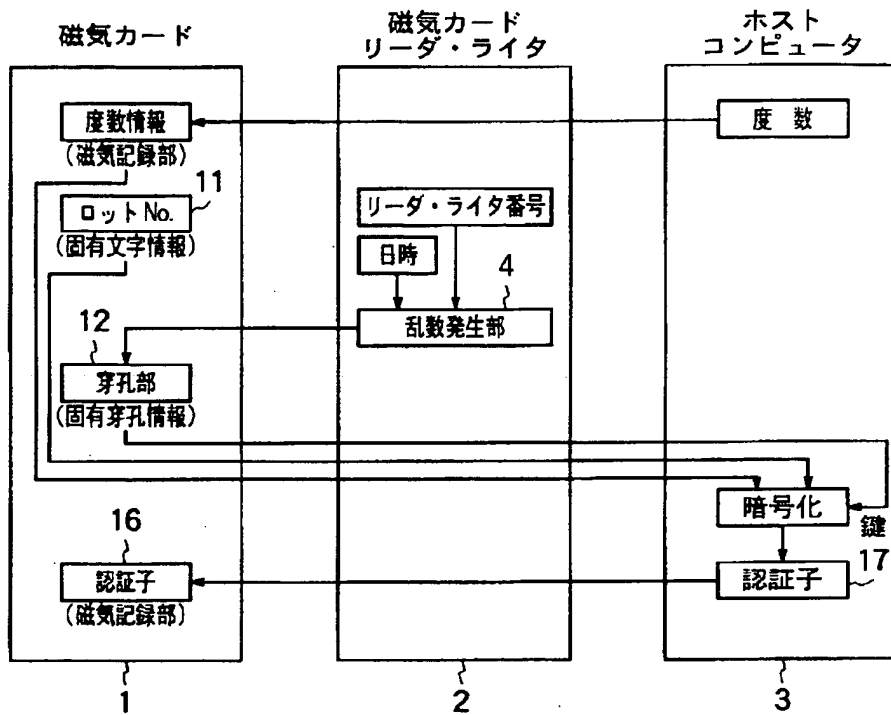 磁気カード
磁気カード
リーダ・ライタ
ホスト
コンピュータ
度数情報
(磁気記録部)
度 数
11
ロットNo.
(固有文字情報)
リーダ・ライタ番号
日時
4
乱数発生部
12
穿孔部
(固有穿孔情報)
暗号化
鍵
16
認証子
(磁気記録部)
認証子
17
1
2
3